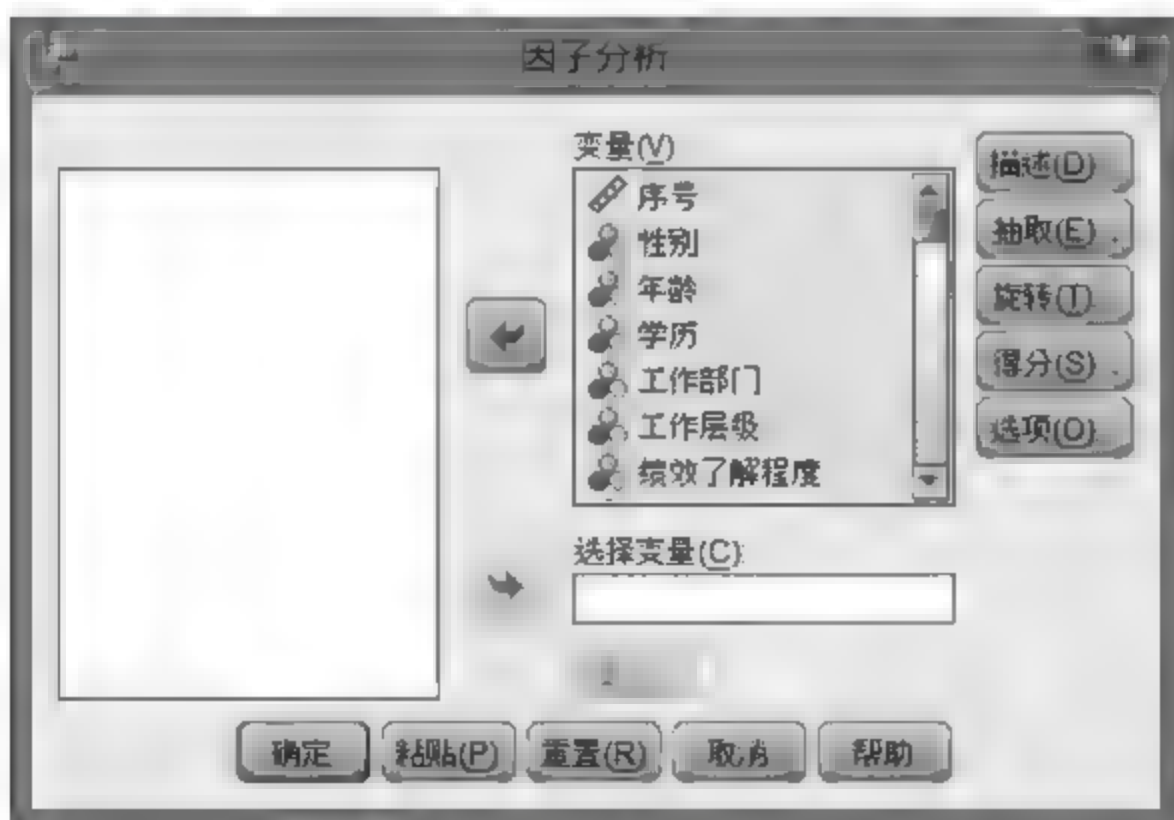 因子分析
变量(V)
序号
性别
年龄
学历
工作部门
工作层级
绩效了解程度
描述(D)
抽取(E)
旋转(T)
得分(S)
选项(O)
选择变量(C)
确定
粘贴(P)
重置(R)
取消
帮助